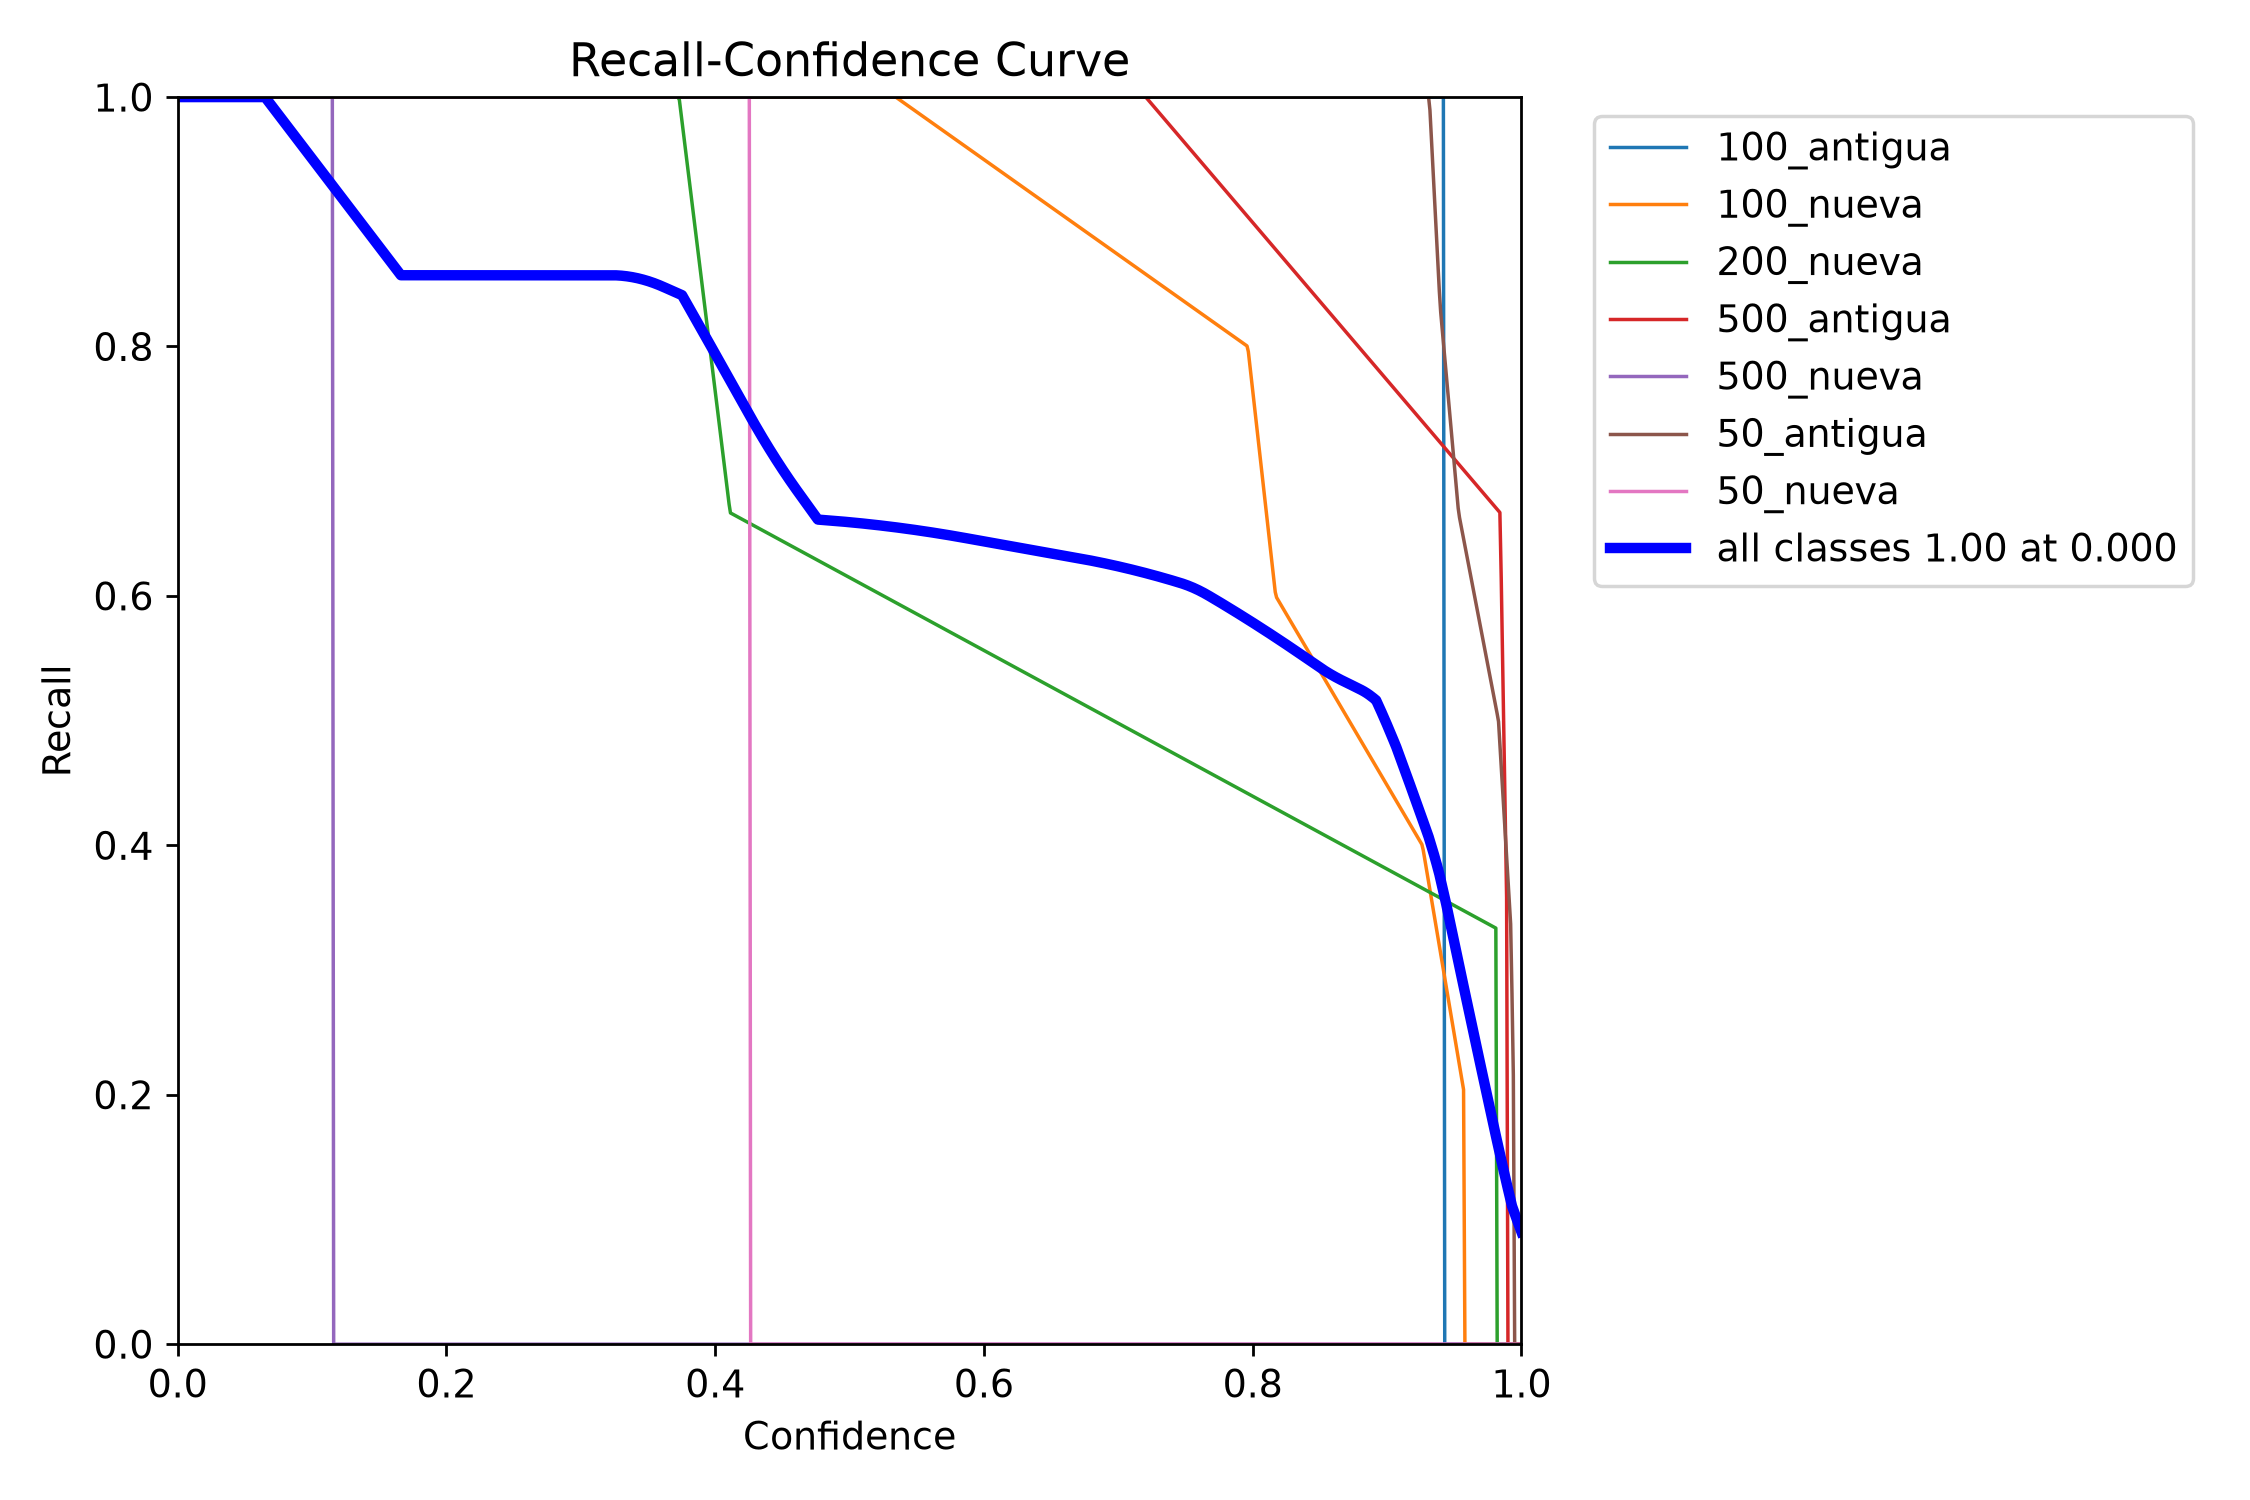 Recall-Confidence Curve
1.0
0.8
0.6
0.4
0.2
0.0
Recall
0.0 0.2 0.4 0.6 0.8 1.0
Confidence
100_antigua
100_nueva
200_nueva
500_antigua
500_nueva
50_antigua
50_nueva
all classes 1.00 at 0.000